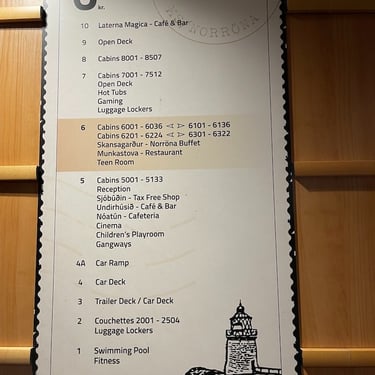 6
kr.
NORRÖNA
10 Laterna Magica - Café & Bar
9 Open Deck
8 Cabins 8001 - 8507
7 Cabins 7001 - 7512
Open Deck
Hot Tubs
Gaming
Luggage Lockers
6 Cabins 6001 - 6036 ◁ ▷ 6101 - 6136
Cabins 6201 - 6224 ◁ ▷ 6301 - 6322
Skansagarður - Norröna Buffet
Munkastova - Restaurant
Teen Room
5 Cabins 5001 - 5133
Reception
Sjóbúðin - Tax Free Shop
Undirhúsið - Café & Bar
Nóatún - Cafeteria
Cinema
Children's Playroom
Gangways
4A Car Ramp
4 Car Deck
3 Trailer Deck / Car Deck
2 Couchettes 2001 - 2504
Luggage Lockers
1 Swimming Pool
Fitness